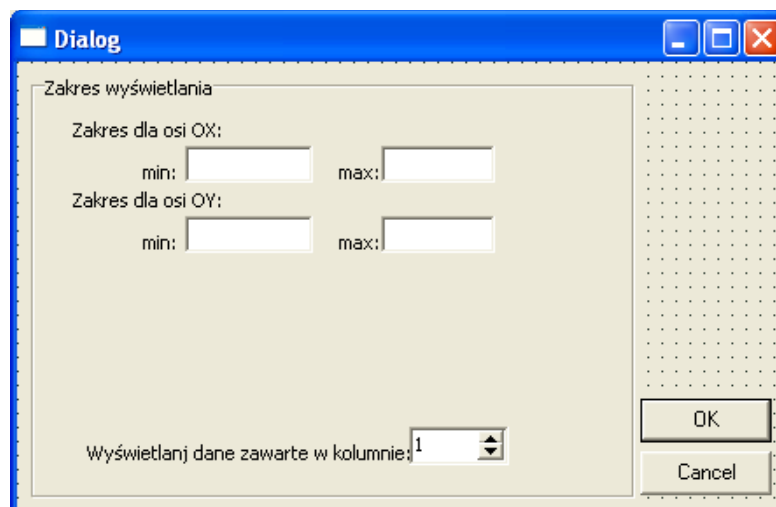 Dialog
Zakres wyświetlania
Zakres dla osi OX:
min: max:
Zakres dla osi OY:
min: max:
Wyświetlanj dane zawarte w kolumnie: 1
OK
Cancel